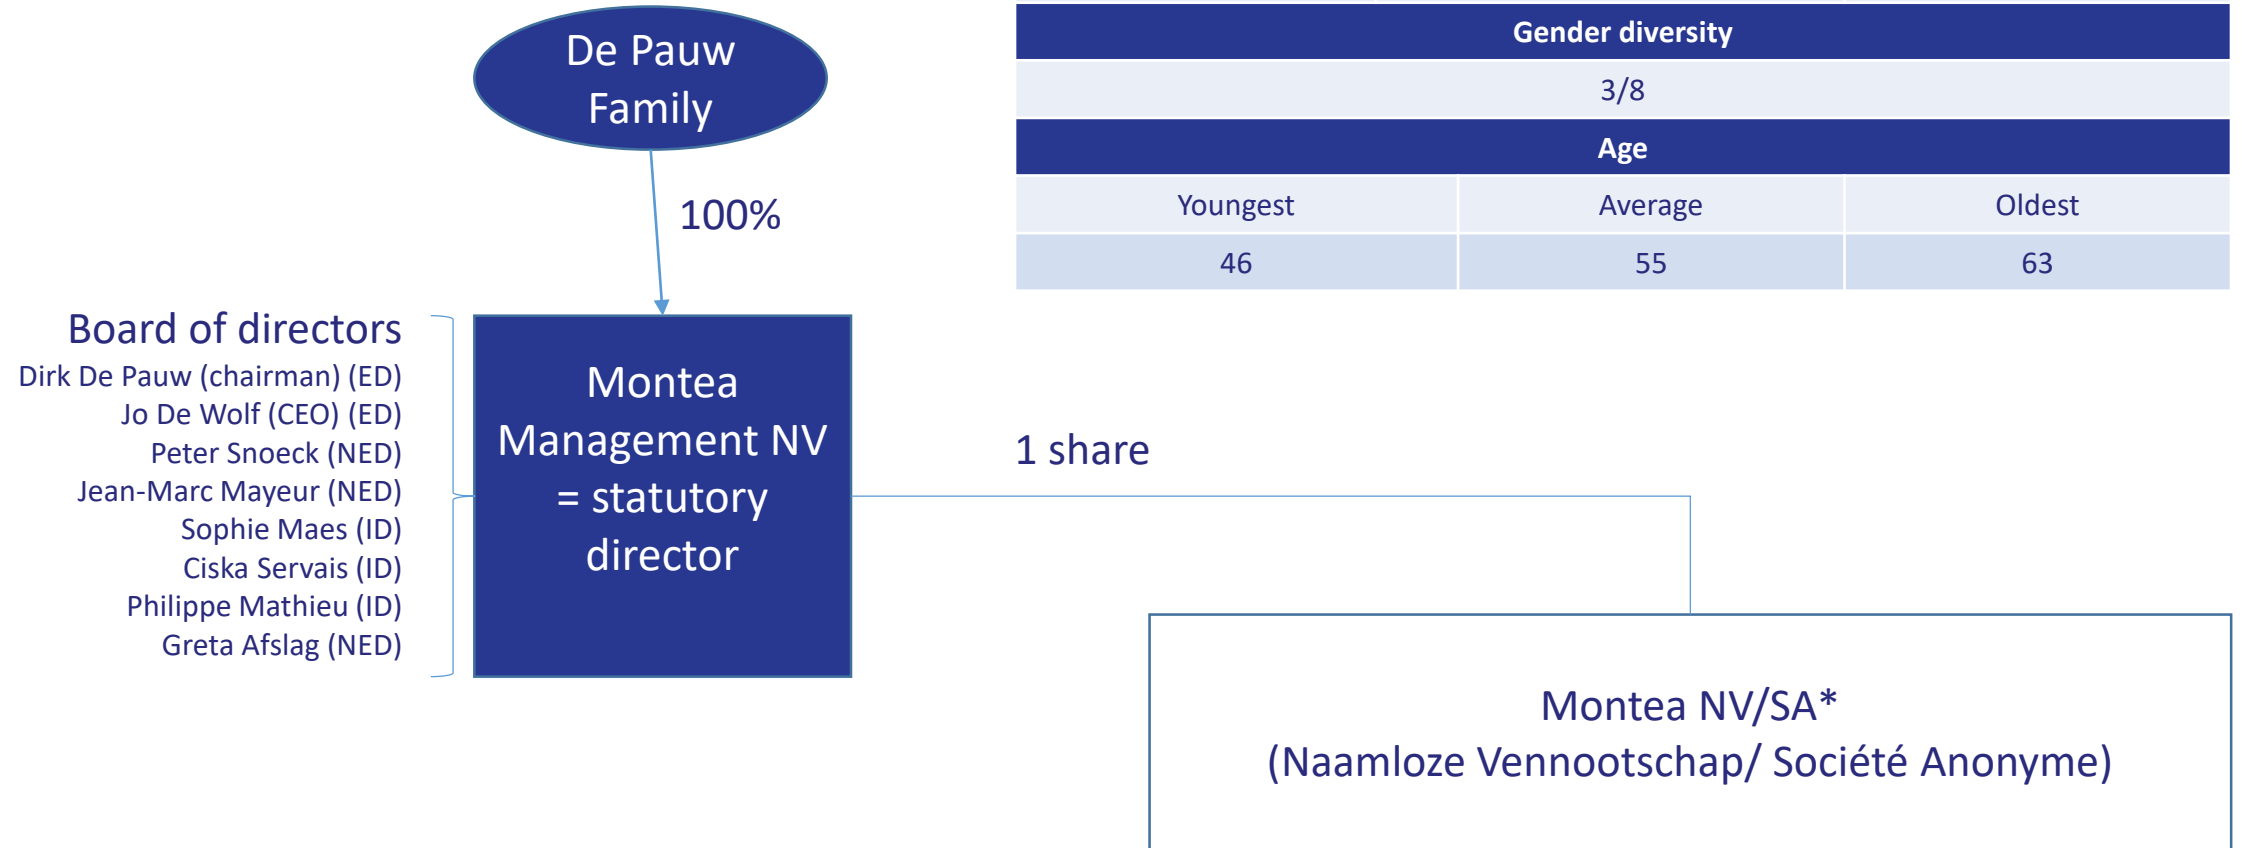 De Pauw
Family
100%
Gender diversity
3/8
Age
Youngest Average Oldest
46 55 63
Board of directors
Dirk De Pauw (chairman) (ED)
Jo De Wolf (CEO) (ED)
Peter Snoeck (NED)
Jean-Marc Mayeur (NED)
Sophie Maes (ID)
Ciska Servais (ID)
Philippe Mathieu (ID)
Greta Afslag (NED)
Montea
Management NV
= statutory
director
1 share
Montea NV/SA*
(Naamloze Vennootschap/ Société Anonyme)